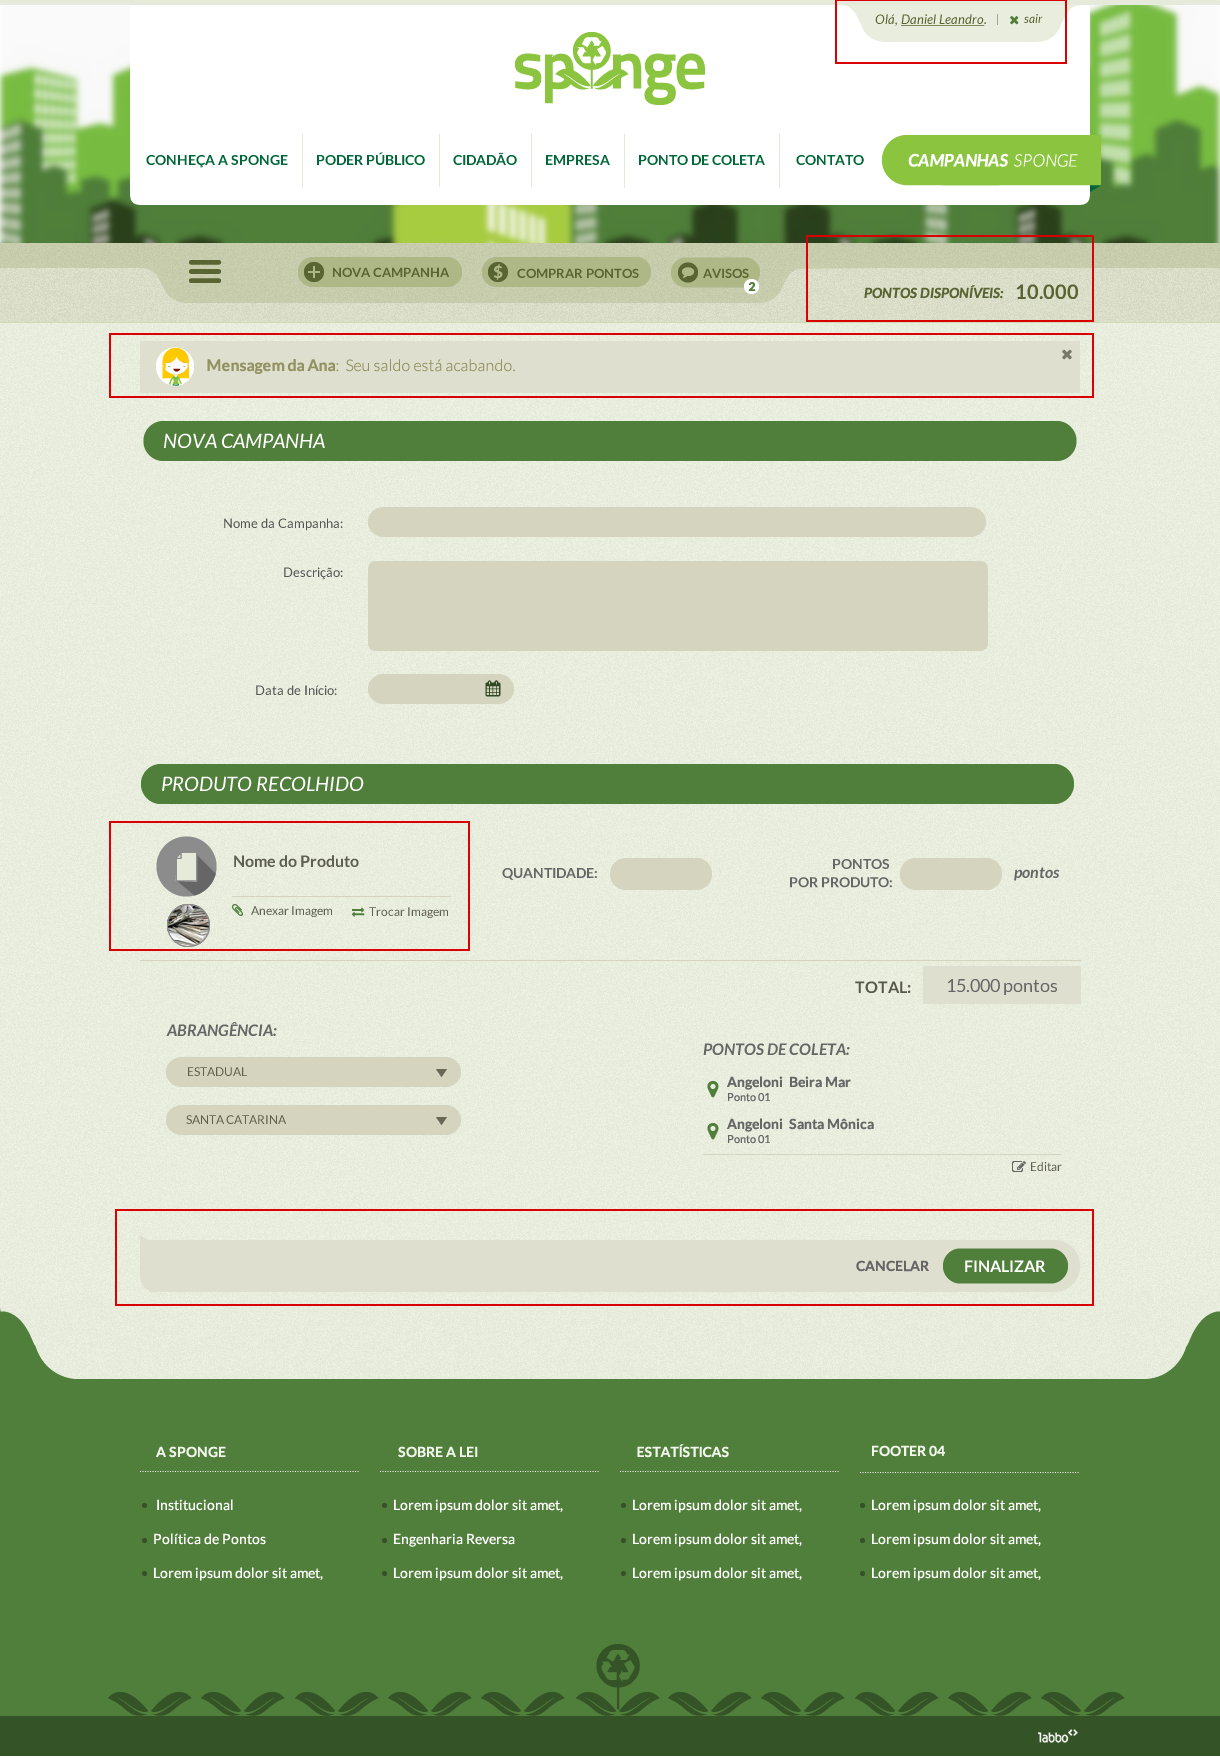 Olá, Daniel Leandro. | sair
sponge
CONHEÇA A SPONGE
PODER PÚBLICO
CIDADÃO
EMPRESA
PONTO DE COLETA
CONTATO
CAMPANHAS SPONGE
NOVA CAMPANHA
COMPRAR PONTOS
AVISOS
2
PONTOS DISPONÍVEIS: 10.000
Mensagem da Ana: Seu saldo está acabando.
NOVA CAMPANHA
Nome da Campanha:
Descrição:
Data de Início:
PRODUTO RECOLHIDO
Nome do Produto
Anexar Imagem
Trocar Imagem
QUANTIDADE:
PONTOS
POR PRODUTO:
pontos
TOTAL: 15.000 pontos
ABRANGÊNCIA:
ESTADUAL
SANTA CATARINA
PONTOS DE COLETA:
Angeloni Beira Mar
Ponto 01
Angeloni Santa Mônica
Ponto 01
Editar
CANCELAR
FINALIZAR
A SPONGE
Institucional
Política de Pontos
Lorem ipsum dolor sit amet,
SOBRE A LEI
Lorem ipsum dolor sit amet,
Engenharia Reversa
Lorem ipsum dolor sit amet,
ESTATÍSTICAS
Lorem ipsum dolor sit amet,
Lorem ipsum dolor sit amet,
Lorem ipsum dolor sit amet,
FOOTER 04
Lorem ipsum dolor sit amet,
Lorem ipsum dolor sit amet,
Lorem ipsum dolor sit amet,
labbo